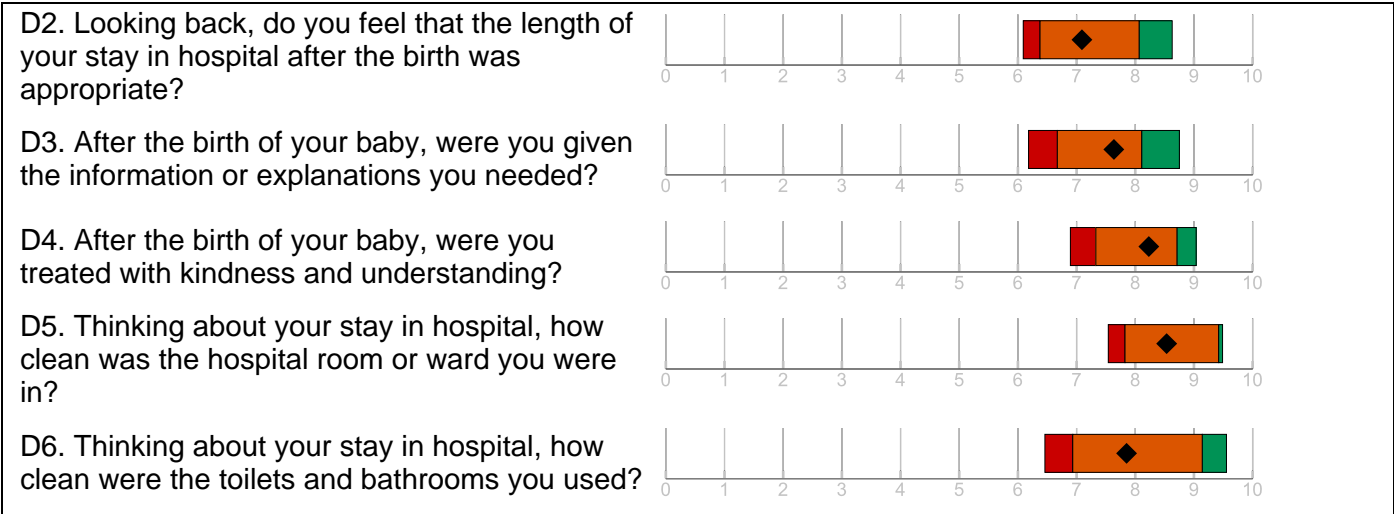 D2. Looking back, do you feel that the length of
your stay in hospital after the birth was
appropriate?
0 1 2 3 4 5 6 7 8 9 10
D3. After the birth of your baby, were you given
the information or explanations you needed?
0 1 2 3 4 5 6 7 8 9 10
D4. After the birth of your baby, were you
treated with kindness and understanding?
0 1 2 3 4 5 6 7 8 9 10
D5. Thinking about your stay in hospital, how
clean was the hospital room or ward you were
in?
0 1 2 3 4 5 6 7 8 9 10
D6. Thinking about your stay in hospital, how
clean were the toilets and bathrooms you used?
0 1 2 3 4 5 6 7 8 9 10